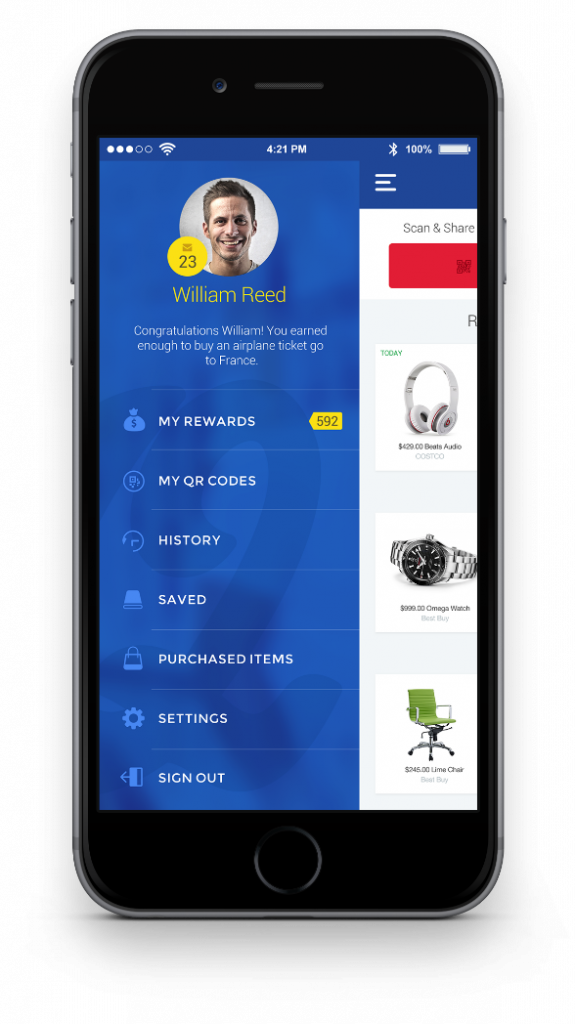 4:21 PM
100%
23
William Reed
Congratulations William! You earned
enough to buy an airplane ticket go
to France.
MY REWARDS
592
MY QR CODES
HISTORY
SAVED
PURCHASED ITEMS
SETTINGS
SIGN OUT
Scan & Share
R
TODAY
$429.00 Beats Audio
COSTCO
$999.00 Omega Watch
Best Buy
$245.00 Lime Chair
Best Buy